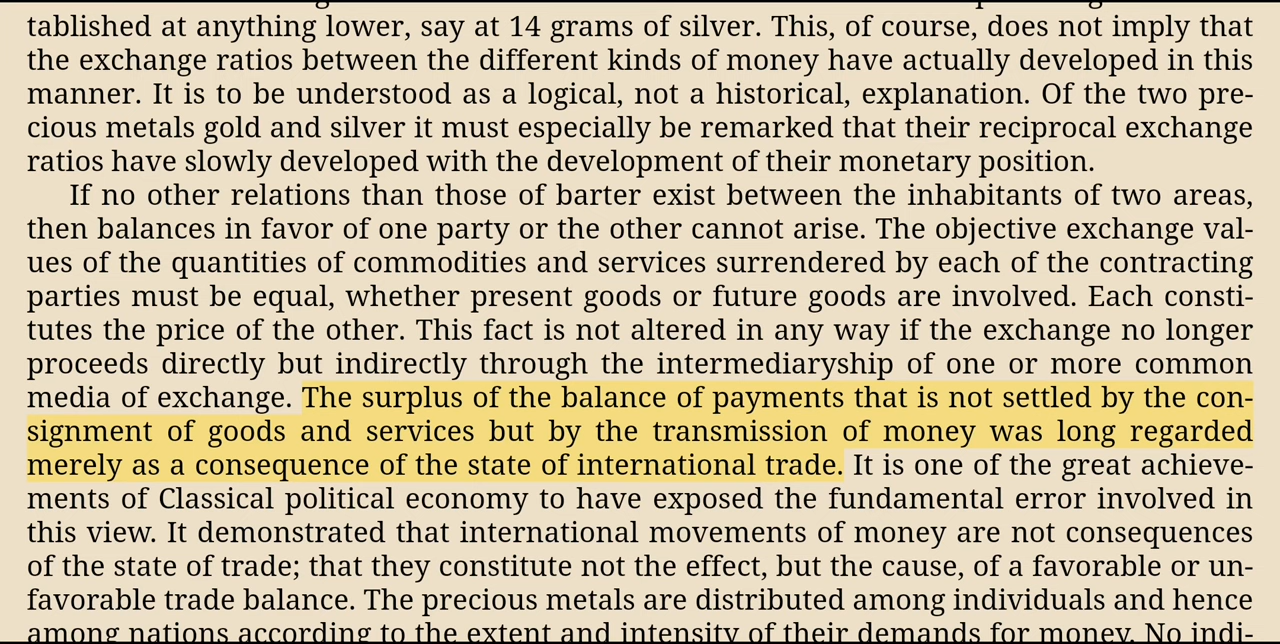 tablished at anything lower, say at 14 grams of silver. This, of course, does not imply that
the exchange ratios between the different kinds of money have actually developed in this
manner. It is to be understood as a logical, not a historical, explanation. Of the two pre-
cious metals gold and silver it must especially be remarked that their reciprocal exchange
ratios have slowly developed with the development of their monetary position.
If no other relations than those of barter exist between the inhabitants of two areas,
then balances in favor of one party or the other cannot arise. The objective exchange val-
ues of the quantities of commodities and services surrendered by each of the contracting
parties must be equal, whether present goods or future goods are involved. Each consti-
tutes the price of the other. This fact is not altered in any way if the exchange no longer
proceeds directly but indirectly through the intermediaryship of one or more common
media of exchange. The surplus of the balance of payments that is not settled by the con-
signment of goods and services but by the transmission of money was long regarded
merely as a consequence of the state of international trade. It is one of the great achieve-
ments of Classical political economy to have exposed the fundamental error involved in
this view. It demonstrated that international movements of money are not consequences
of the state of trade; that they constitute not the effect, but the cause, of a favorable or un-
favorable trade balance. The precious metals are distributed among individuals and hence
among nations according to the extent and intensity of their demands for money. No indi-